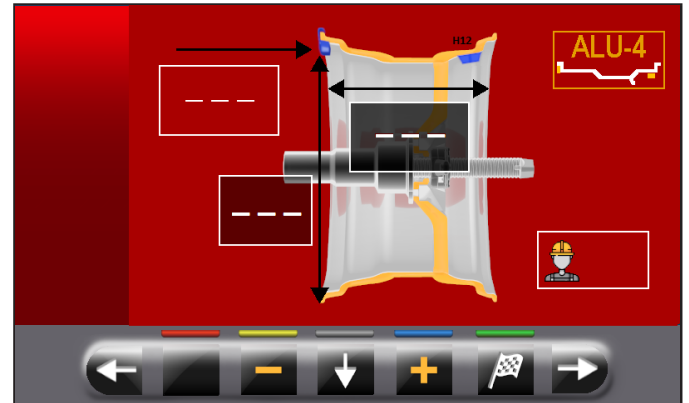 H12
ALU-4
— — —
— — —
— — —